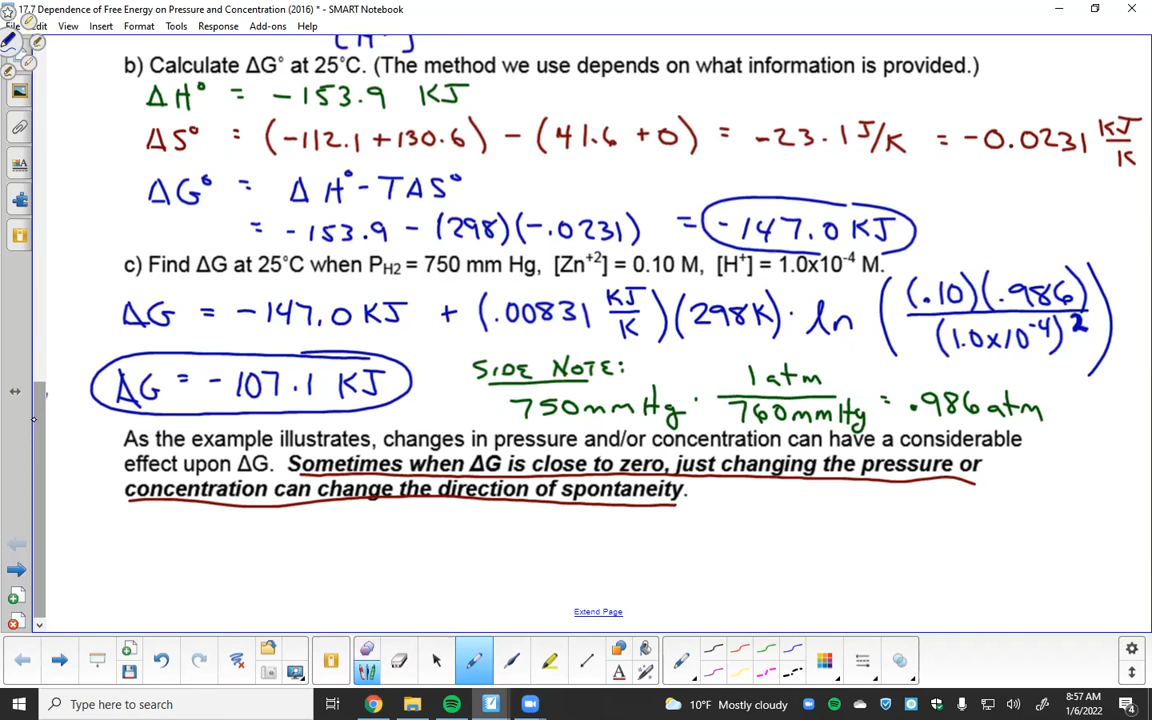 17.7 Dependence of Free Energy on Pressure and Concentration (2016) * - SMART Notebook
File Edit View Insert Format Tools Response Add-ons Help
b) Calculate ΔG° at 25°C. (The method we use depends on what information is provided.)
ΔH° = -153.9 KJ
ΔS° = (-112.1 + 130.6) - (41.6 + 0) = -23.1 J/K = -0.0231 KJ/K
ΔG° = ΔH° - TΔS°
= -153.9 - (298)(-.0231) = -147.0 KJ
c) Find ΔG at 25°C when PH2 = 750 mm Hg, [Zn+2] = 0.10 M, [H+] = 1.0x10-4 M.
ΔG = -147.0 KJ + (.00831 KJ/K)(298K) · ln ((.10)(.986)/(1.0x10-4)2)
ΔG = -107.1 KJ
SIDE NOTE:
750mmHg · 1 atm/760mmHg = .986atm
As the example illustrates, changes in pressure and/or concentration can have a considerable
effect upon ΔG. Sometimes when ΔG is close to zero, just changing the pressure or
concentration can change the direction of spontaneity.
Extend Page
Type here to search
10°F Mostly cloudy
8:57 AM
1/6/2022
4